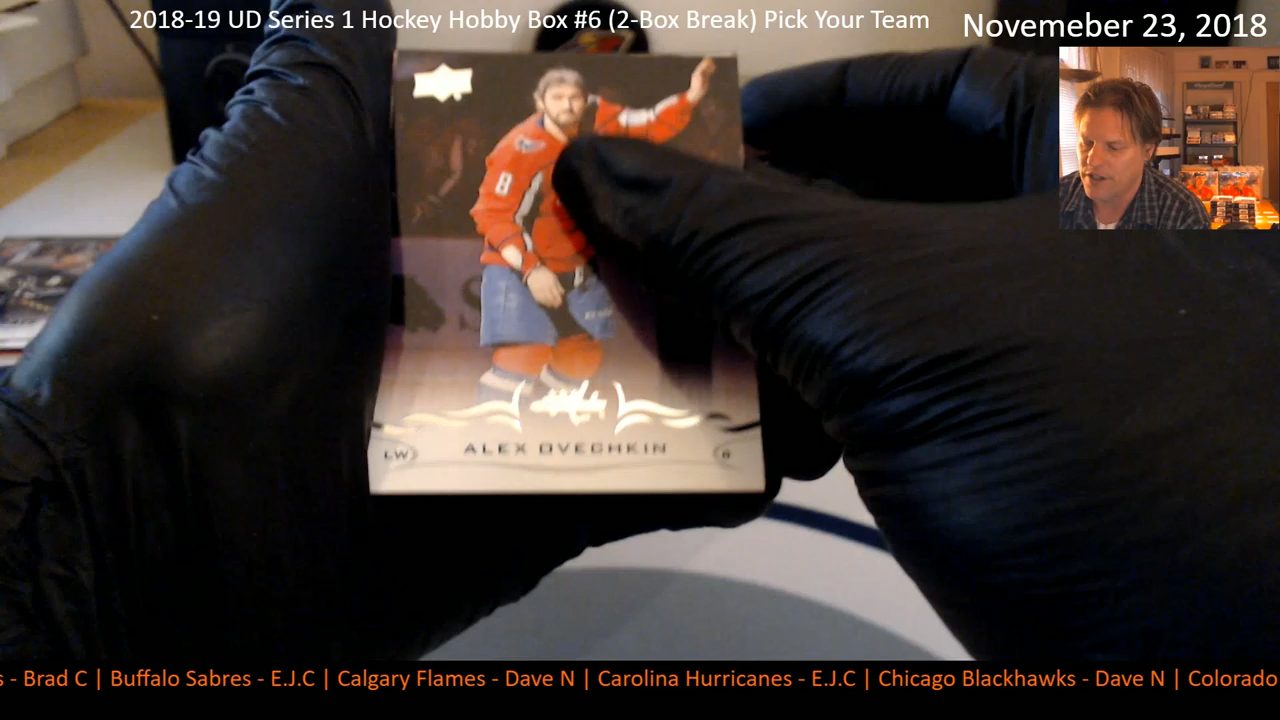 2018-19 UD Series 1 Hockey Hobby Box #6 (2-Box Break) Pick Your Team
Novemeber 23, 2018
8
ALEX OVECHKIN
LW
8
s - Brad C | Buffalo Sabres - E.J.C | Calgary Flames - Dave N | Carolina Hurricanes - E.J.C | Chicago Blackhawks - Dave N | Colorado